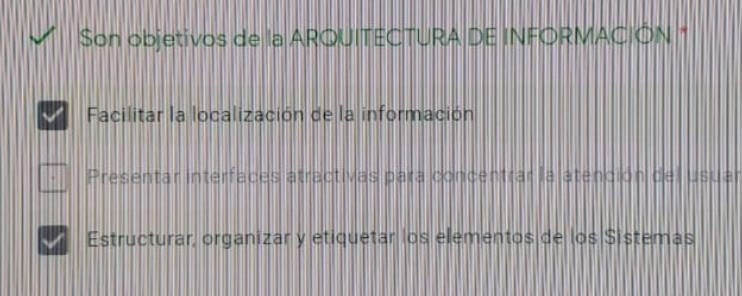 Son objetivos de la ARQUITECTURA DE INFORMACIÓN *
Facilitar la localización de la información
Presentar interfaces atractivas para concentrar la atención del usuar
Estructurar, organizar y etiquetar los elementos de los Sistemas